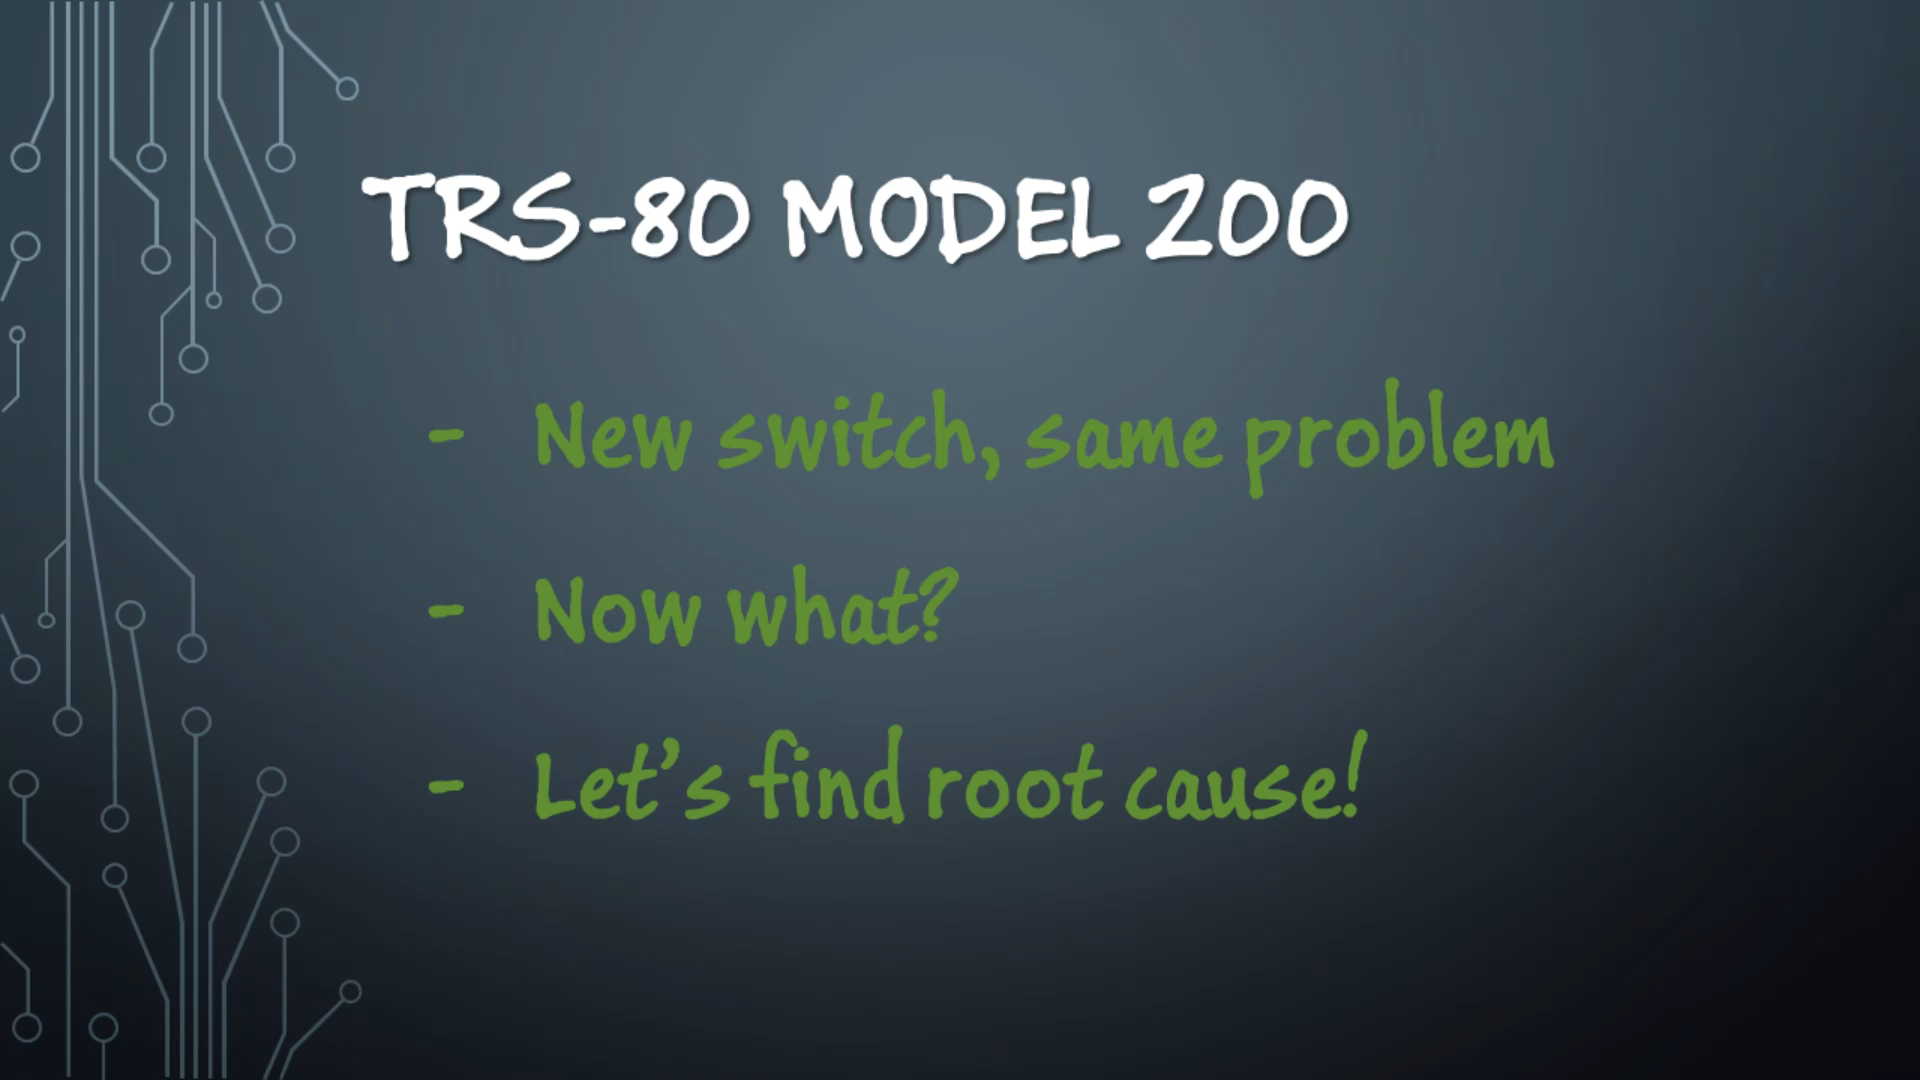 TRS-80 MODEL 200
- New switch, same problem
- Now what?
- Let's find root cause!